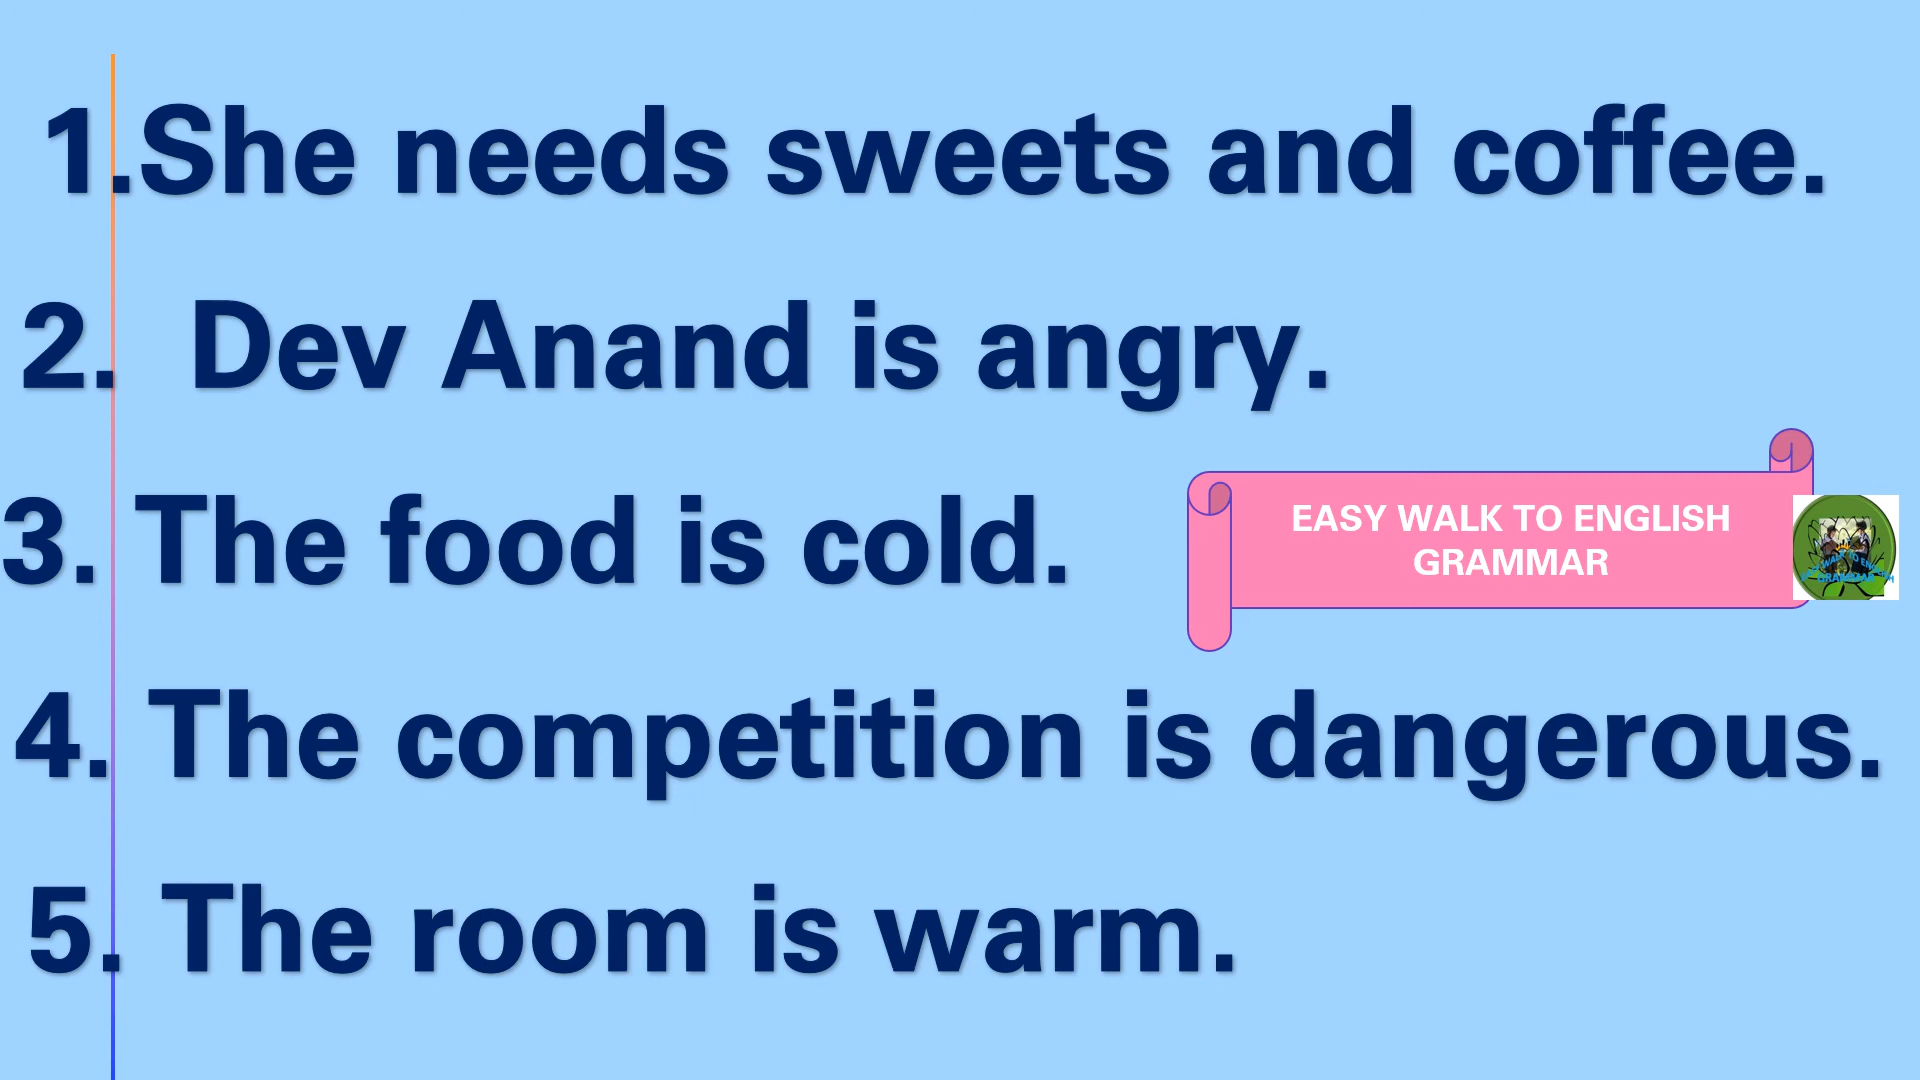 1.She needs sweets and coffee.
2. Dev Anand is angry.
3. The food is cold.
EASY WALK TO ENGLISH
GRAMMAR
4. The competition is dangerous.
5. The room is warm.